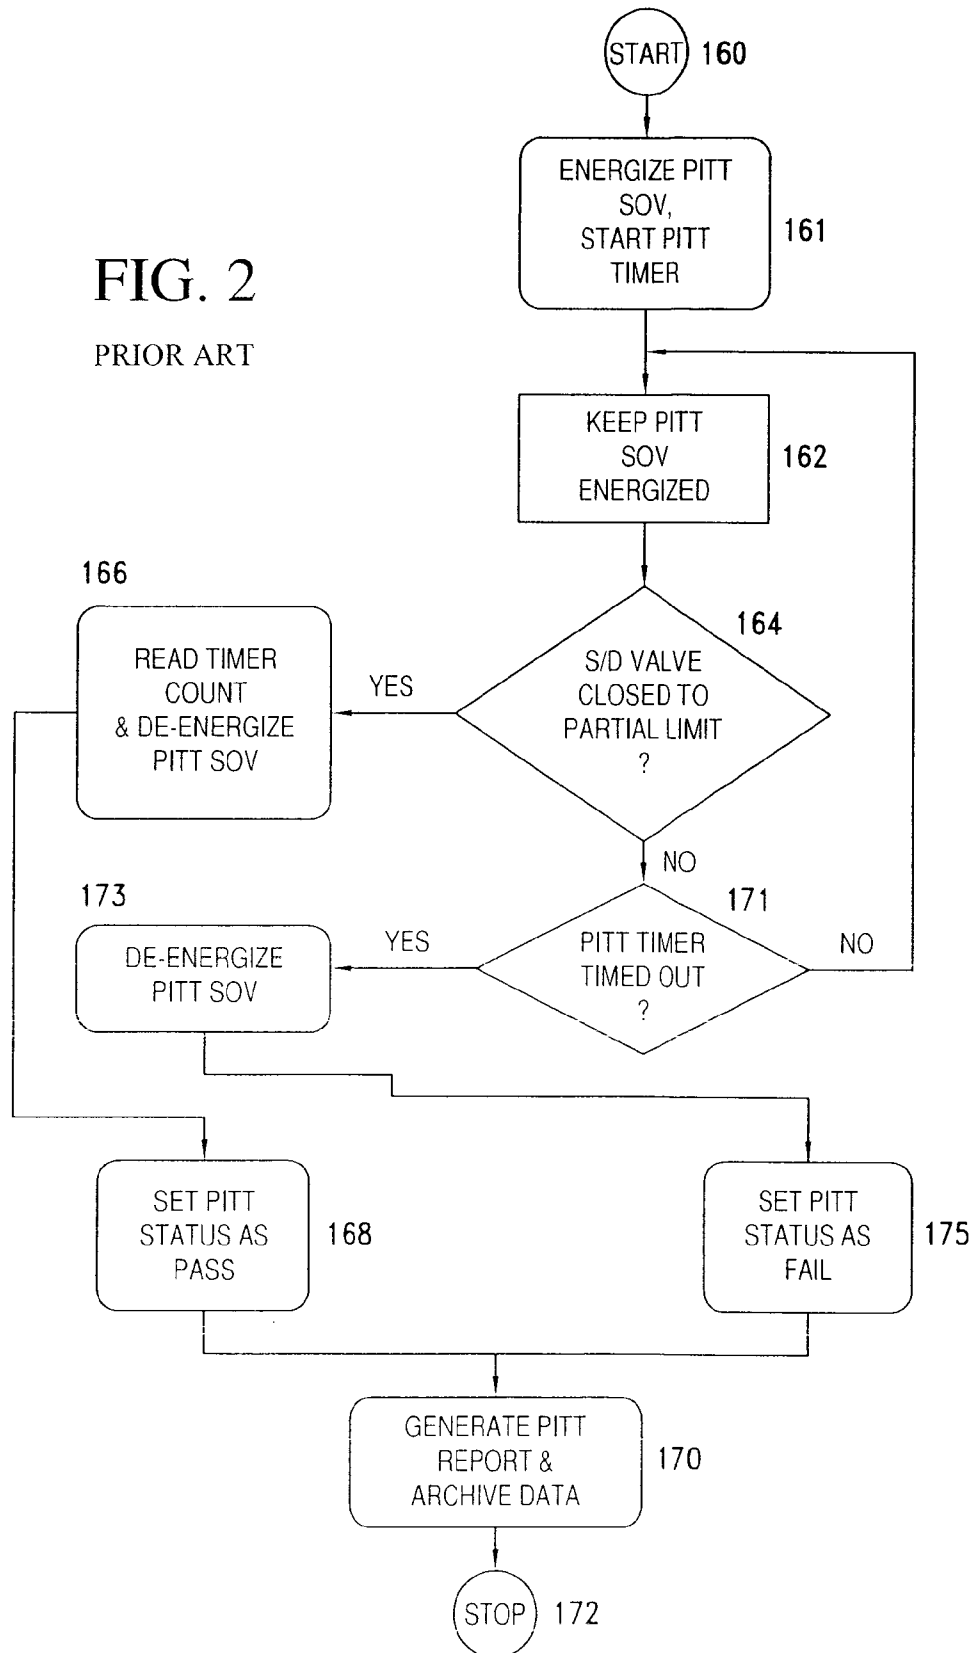 START 160
ENERGIZE PITT
SOV,
START PITT
TIMER
161
FIG. 2
PRIOR ART
KEEP PITT
SOV
ENERGIZED
162
166
READ TIMER
COUNT
& DE-ENERGIZE
PITT SOV
YES
164
S/D VALVE
CLOSED TO
PARTIAL LIMIT
?
NO
173
DE-ENERGIZE
PITT SOV
YES
171
PITT TIMER
TIMED OUT
?
NO
SET PITT
STATUS AS
PASS
168
SET PITT
STATUS AS
FAIL
175
GENERATE PITT
REPORT &
ARCHIVE DATA
170
STOP 172